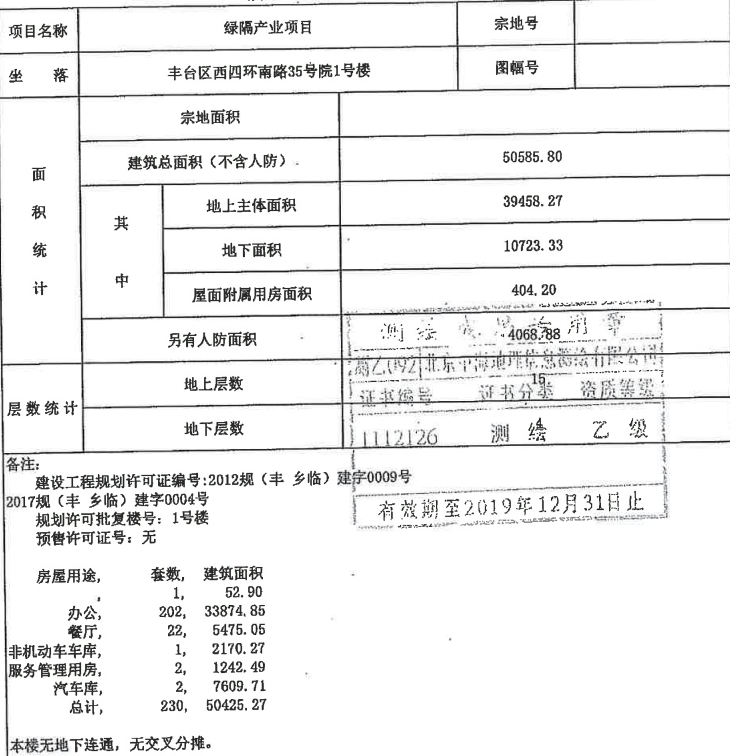 项目名称 绿隔产业项目 宗地号
坐 落 丰台区西四环南路35号院1号楼 图幅号
面积统计
宗地面积
建筑总面积（不含人防） 50585.80
其中
地上主体面积 39458.27
地下面积 10723.33
屋面附属用房面积 404.20
另有人防面积 4068.88
层数统计
地上层数 15
地下层数 4
测绘成果专用章
证书编号 证书分类 资质等级
1112126 测 绘 乙 级
有效期至2019年12月31日止
备注:
建设工程规划许可证编号:2012规（丰 乡临）建字0009号
2017规（丰 乡临）建字0004号
规划许可批复楼号: 1号楼
预售许可证号: 无
房屋用途, 套数, 建筑面积
, 1, 52.90
办公, 202, 33874.85
餐厅, 22, 5475.05
非机动车车库, 1, 2170.27
服务管理用房, 2, 1242.49
汽车库, 2, 7609.71
总计, 230, 50425.27
本楼无地下连通，无交叉分摊。